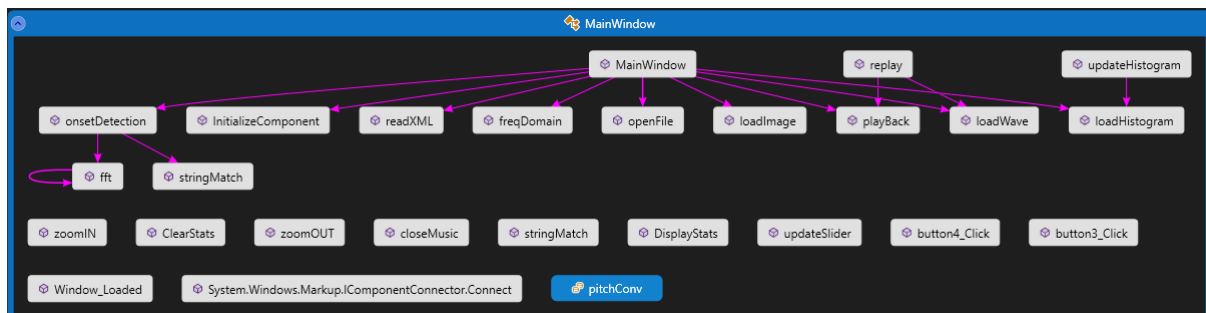 MainWindow
MainWindow
replay
updateHistogram
onsetDetection
InitializeComponent
readXML
freqDomain
openFile
loadImage
playBack
loadWave
loadHistogram
fft
stringMatch
zoomIN
ClearStats
zoomOUT
closeMusic
stringMatch
DisplayStats
updateSlider
button4_Click
button3_Click
Window_Loaded
System.Windows.Markup.IComponentConnector.Connect
pitchConv